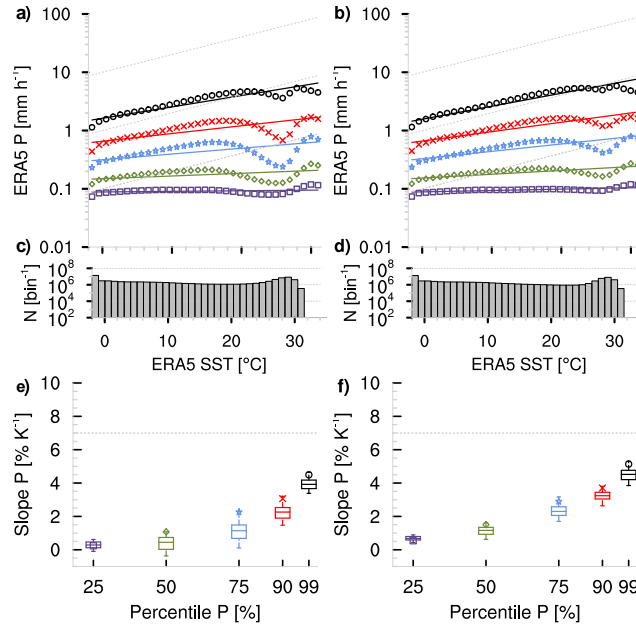 a)
b)
ERA5 P [mm h⁻¹]
100
10
1
0.1
0.01
ERA5 P [mm h⁻¹]
100
10
1
0.1
0.01
c)
d)
N [bin⁻¹]
10⁸
10⁶
10⁴
10²
0 10 20 30
ERA5 SST [°C]
N [bin⁻¹]
10⁸
10⁶
10⁴
10²
0 10 20 30
ERA5 SST [°C]
e)
f)
Slope P [% K⁻¹]
10
8
6
4
2
0
25 50 75 90 99
Percentile P [%]
Slope P [% K⁻¹]
10
8
6
4
2
0
25 50 75 90 99
Percentile P [%]